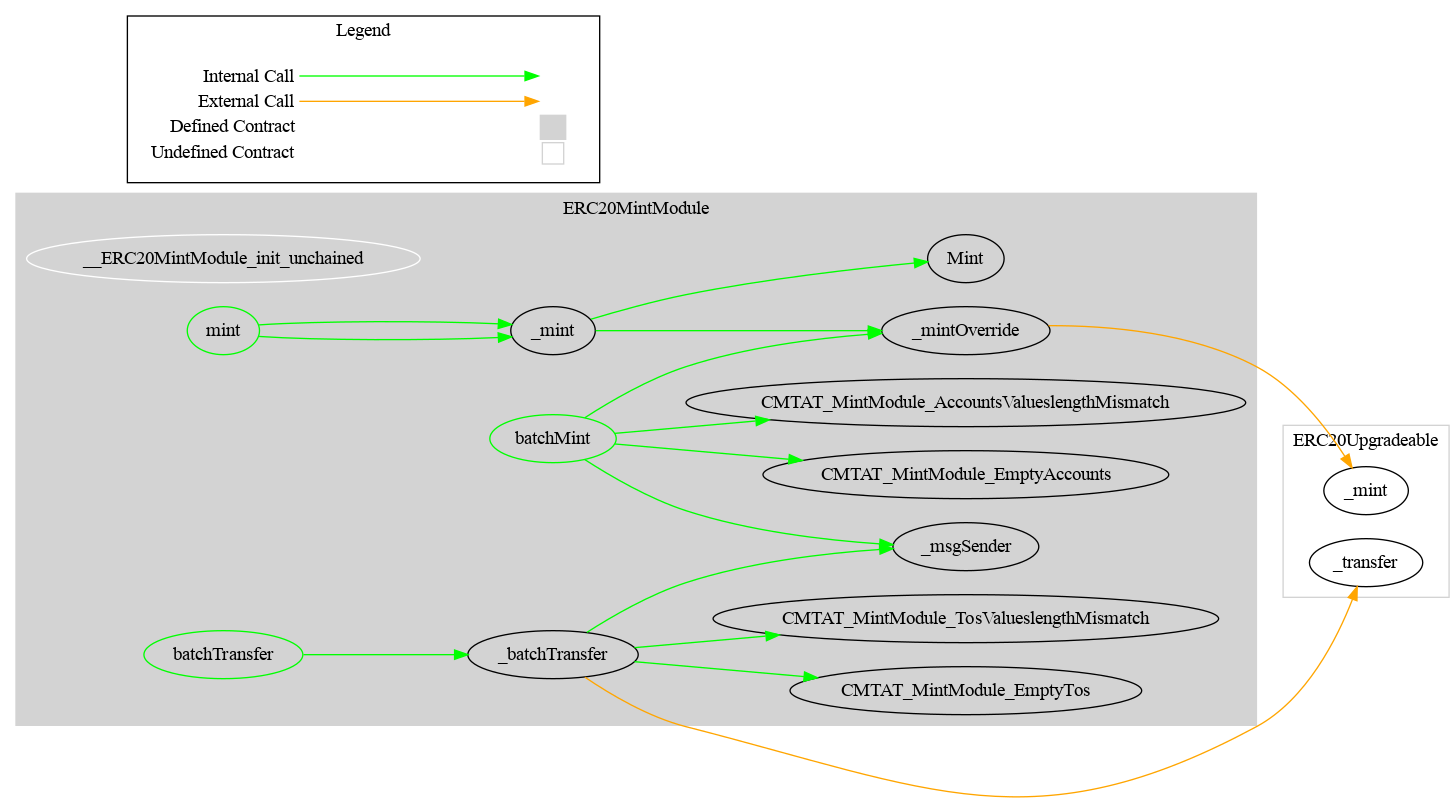 Legend
Internal Call
External Call
Defined Contract
Undefined Contract
ERC20MintModule
__ERC20MintModule_init_unchained
Mint
mint
_mint
_mintOverride
CMTAT_MintModule_AccountsValueslengthMismatch
batchMint
CMTAT_MintModule_EmptyAccounts
ERC20Upgradeable
_mint
_msgSender
_transfer
CMTAT_MintModule_TosValueslengthMismatch
batchTransfer
_batchTransfer
CMTAT_MintModule_EmptyTos